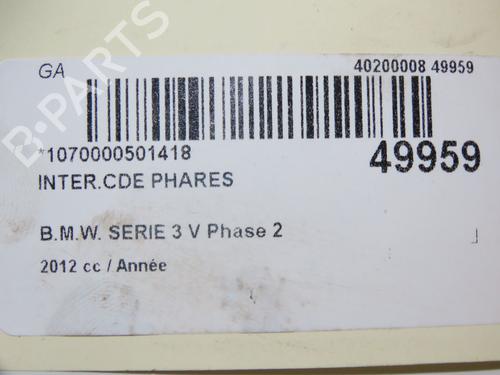 GA
40200008 49959
*1070000501418
49959
INTER.CDE PHARES
B.M.W. SERIE 3 V Phase 2
2012 cc / Année
B-PARTS